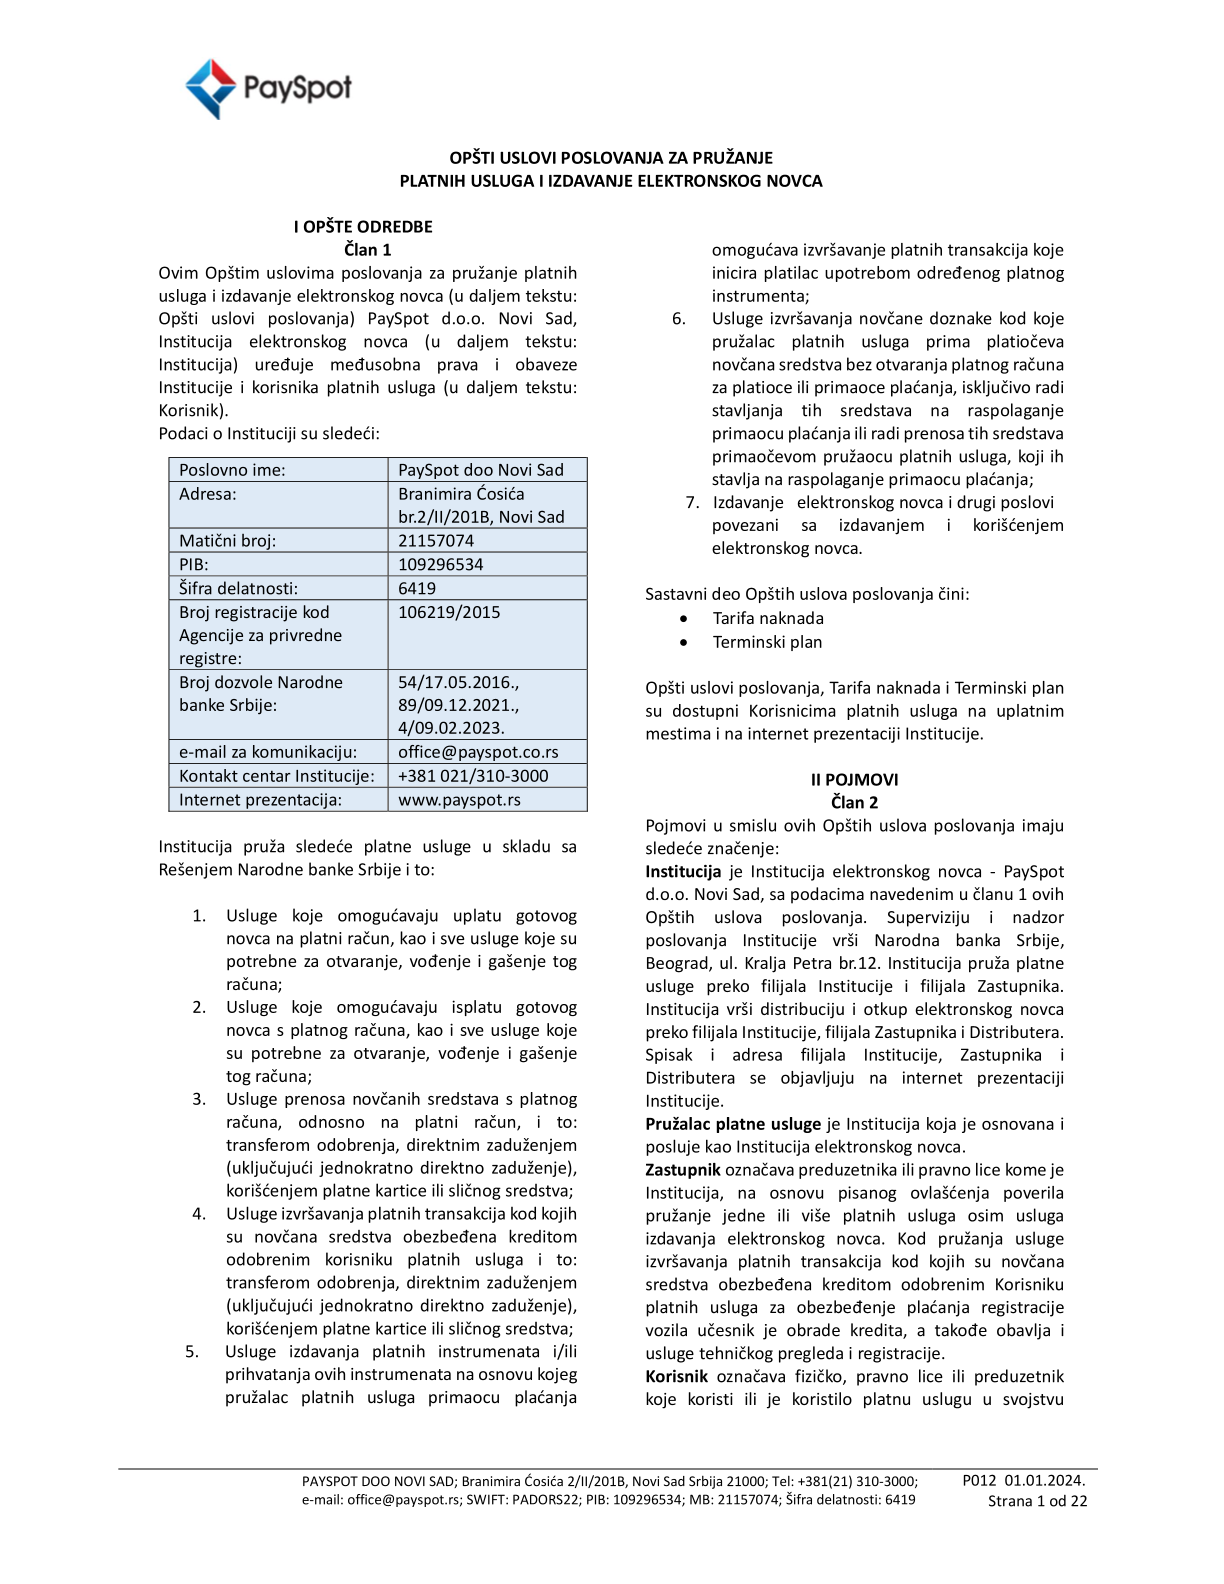 PaySpot
OPŠTI USLOVI POSLOVANJA ZA PRUŽANJE
PLATNIH USLUGA I IZDAVANJE ELEKTRONSKOG NOVCA
I OPŠTE ODREDBE
Član 1
Ovim Opštim uslovima poslovanja za pružanje platnih
usluga i izdavanje elektronskog novca (u daljem tekstu:
Opšti uslovi poslovanja) PaySpot d.o.o. Novi Sad,
Institucija elektronskog novca (u daljem tekstu:
Institucija) uređuje međusobna prava i obaveze
Institucije i korisnika platnih usluga (u daljem tekstu:
Korisnik).
Podaci o Instituciji su sledeći:
Poslovno ime: PaySpot doo Novi Sad
Adresa: Branimira Ćosića
br.2/II/201B, Novi Sad
Matični broj: 21157074
PIB: 109296534
Šifra delatnosti: 6419
Broj registracije kod 106219/2015
Agencije za privredne
registre:
Broj dozvole Narodne 54/17.05.2016.,
banke Srbije: 89/09.12.2021.,
4/09.02.2023.
e-mail za komunikaciju: office@payspot.co.rs
Kontakt centar Institucije: +381 021/310-3000
Internet prezentacija: www.payspot.rs
Institucija pruža sledeće platne usluge u skladu sa
Rešenjem Narodne banke Srbije i to:
1. Usluge koje omogućavaju uplatu gotovog
novca na platni račun, kao i sve usluge koje su
potrebne za otvaranje, vođenje i gašenje tog
računa;
2. Usluge koje omogućavaju isplatu gotovog
novca s platnog računa, kao i sve usluge koje
su potrebne za otvaranje, vođenje i gašenje
tog računa;
3. Usluge prenosa novčanih sredstava s platnog
računa, odnosno na platni račun, i to:
transferom odobrenja, direktnim zaduženjem
(uključujući jednokratno direktno zaduženje),
korišćenjem platne kartice ili sličnog sredstva;
4. Usluge izvršavanja platnih transakcija kod kojih
su novčana sredstva obezbeđena kreditom
odobrenim korisniku platnih usluga i to:
transferom odobrenja, direktnim zaduženjem
(uključujući jednokratno direktno zaduženje),
korišćenjem platne kartice ili sličnog sredstva;
5. Usluge izdavanja platnih instrumenata i/ili
prihvatanja ovih instrumenata na osnovu kojeg
pružalac platnih usluga primaocu plaćanja
omogućava izvršavanje platnih transakcija koje
inicira platilac upotrebom određenog platnog
instrumenta;
6. Usluge izvršavanja novčane doznake kod koje
pružalac platnih usluga prima platiočeva
novčana sredstva bez otvaranja platnog računa
za platioce ili primaoce plaćanja, isključivo radi
stavljanja tih sredstava na raspolaganje
primaocu plaćanja ili radi prenosa tih sredstava
primaočevom pružaocu platnih usluga, koji ih
stavlja na raspolaganje primaocu plaćanja;
7. Izdavanje elektronskog novca i drugi poslovi
povezani sa izdavanjem i korišćenjem
elektronskog novca.
Sastavni deo Opštih uslova poslovanja čini:
• Tarifa naknada
• Terminski plan
Opšti uslovi poslovanja, Tarifa naknada i Terminski plan
su dostupni Korisnicima platnih usluga na uplatnim
mestima i na internet prezentaciji Institucije.
II POJMOVI
Član 2
Pojmovi u smislu ovih Opštih uslova poslovanja imaju
sledeće značenje:
Institucija je Institucija elektronskog novca - PaySpot
d.o.o. Novi Sad, sa podacima navedenim u članu 1 ovih
Opštih uslova poslovanja. Superviziju i nadzor
poslovanja Institucije vrši Narodna banka Srbije,
Beograd, ul. Kralja Petra br.12. Institucija pruža platne
usluge preko filijala Institucije i filijala Zastupnika.
Institucija vrši distribuciju i otkup elektronskog novca
preko filijala Institucije, filijala Zastupnika i Distributera.
Spisak i adresa filijala Institucije, Zastupnika i
Distributera se objavljuju na internet prezentaciji
Institucije.
Pružalac platne usluge je Institucija koja je osnovana i
posluje kao Institucija elektronskog novca.
Zastupnik označava preduzetnika ili pravno lice kome je
Institucija, na osnovu pisanog ovlašćenja poverila
pružanje jedne ili više platnih usluga osim usluga
izdavanja elektronskog novca. Kod pružanja usluge
izvršavanja platnih transakcija kod kojih su novčana
sredstva obezbeđena kreditom odobrenim Korisniku
platnih usluga za obezbeđenje plaćanja registracije
vozila učesnik je obrade kredita, a takođe obavlja i
usluge tehničkog pregleda i registracije.
Korisnik označava fizičko, pravno lice ili preduzetnik
koje koristi ili je koristilo platnu uslugu u svojstvu
PAYSPOT DOO NOVI SAD; Branimira Ćosića 2/II/201B, Novi Sad Srbija 21000; Tel: +381(21) 310-3000;
e-mail: office@payspot.rs; SWIFT: PADORS22; PIB: 109296534; MB: 21157074; Šifra delatnosti: 6419
P012 01.01.2024.
Strana 1 od 22